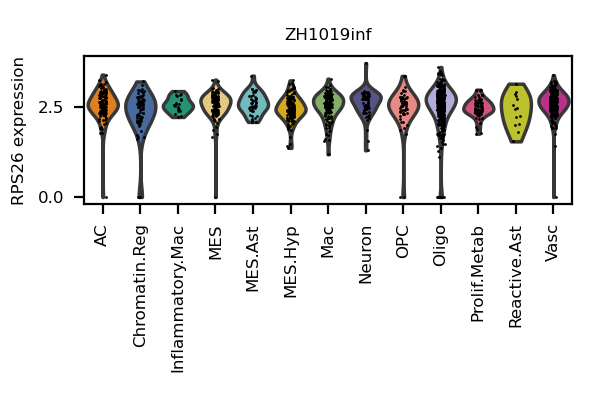 ZH1019inf
RPS26 expression
2.5
0.0
AC
Chromatin.Reg
Inflammatory.Mac
MES
MES.Ast
MES.Hyp
Mac
Neuron
OPC
Oligo
Prolif.Metab
Reactive.Ast
Vasc